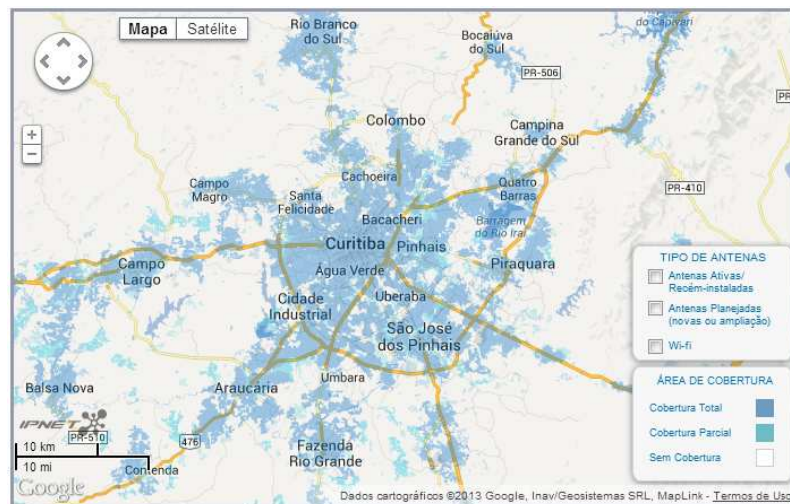 Mapa
Satélite
Rio Branco
do Sul
Bocaiúva
do Sul
PR-506
Colombo
Campina
Grande do Sul
Cachoeira
PR-410
Campo
Magro
Santa
Felicidade
Quatro
Barras
Bacacheri
Barragem
do Rio Iraí
Curitiba
Pinhais
Campo
Largo
Água Verde
Piraquara
Cidade
Industrial
Uberaba
São José
dos Pinhais
Umbara
Balsa Nova
Araucaria
IPNET
PR-510
476
Contenda
Fazenda
Rio Grande
10 km
10 mi
Google
TIPO DE ANTENAS
Antenas Ativas/
Recém-instaladas
Antenas Planejadas
(novas ou ampliação)
Wi-fi
ÁREA DE COBERTURA
Cobertura Total
Cobertura Parcial
Sem Cobertura
Dados cartográficos ©2013 Google, Inav/Geosistemas SRL, MapLink - Termos de Uso